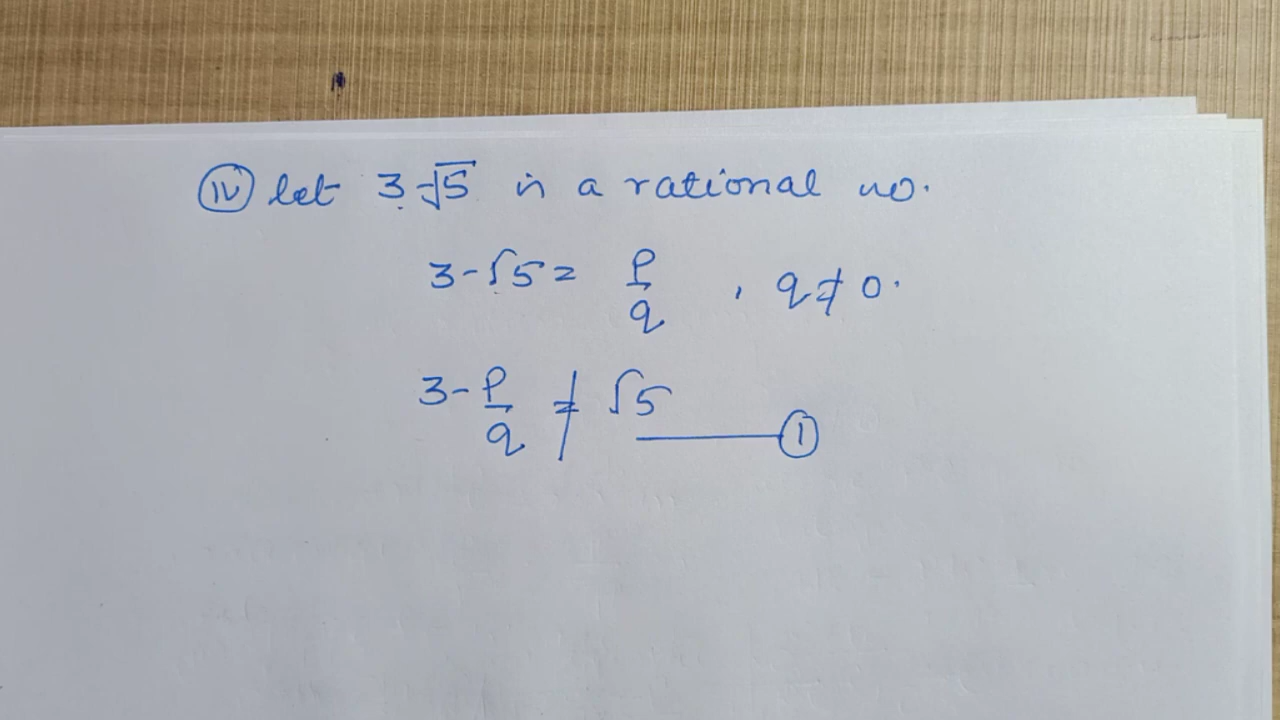 (iv) let 3-√5 is a rational no.
3-√5 = p/q , q ≠ 0.
3 - p/q ≠ √5 ——— ①